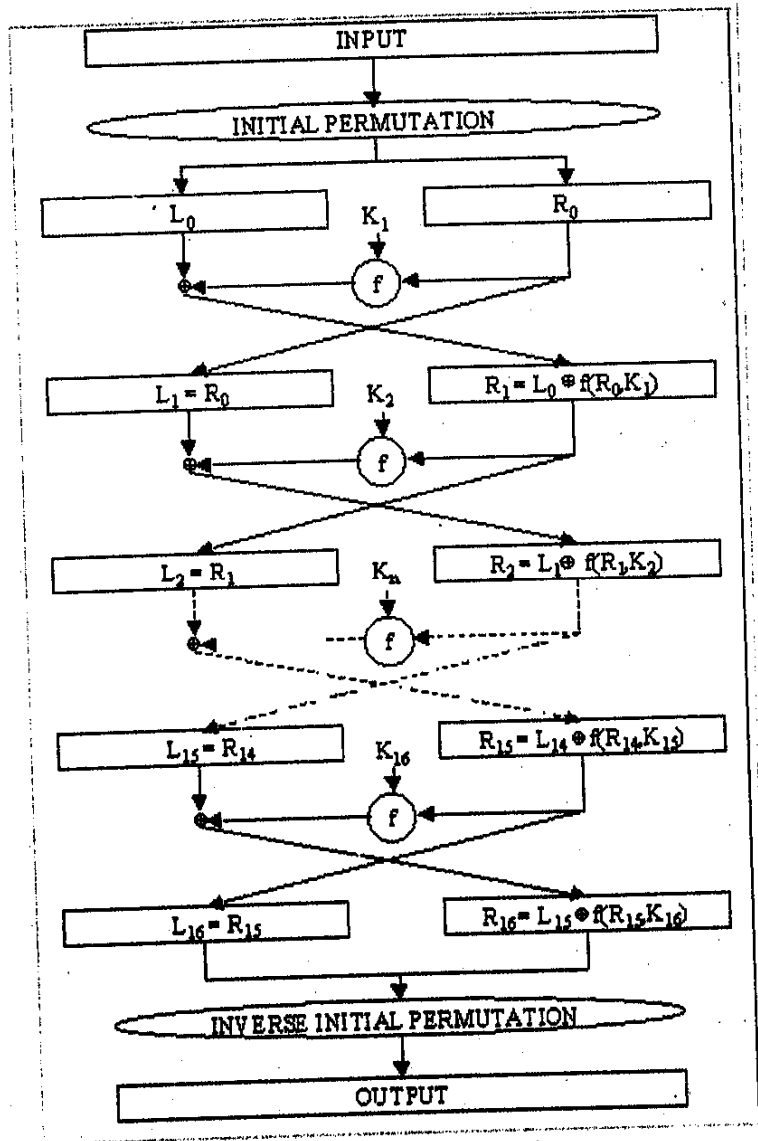 INPUT
INITIAL PERMUTATION
L₀
R₀
K₁
f
L₁ = R₀
R₁ = L₀ ⊕ f(R₀,K₁)
K₂
f
L₂ = R₁
R₂ = L₁ ⊕ f(R₁,K₂)
Kₙ
f
L₁₅ = R₁₄
R₁₅ = L₁₄ ⊕ f(R₁₄,K₁₅)
K₁₆
f
L₁₆ = R₁₅
R₁₆ = L₁₅ ⊕ f(R₁₅,K₁₆)
INVERSE INITIAL PERMUTATION
OUTPUT